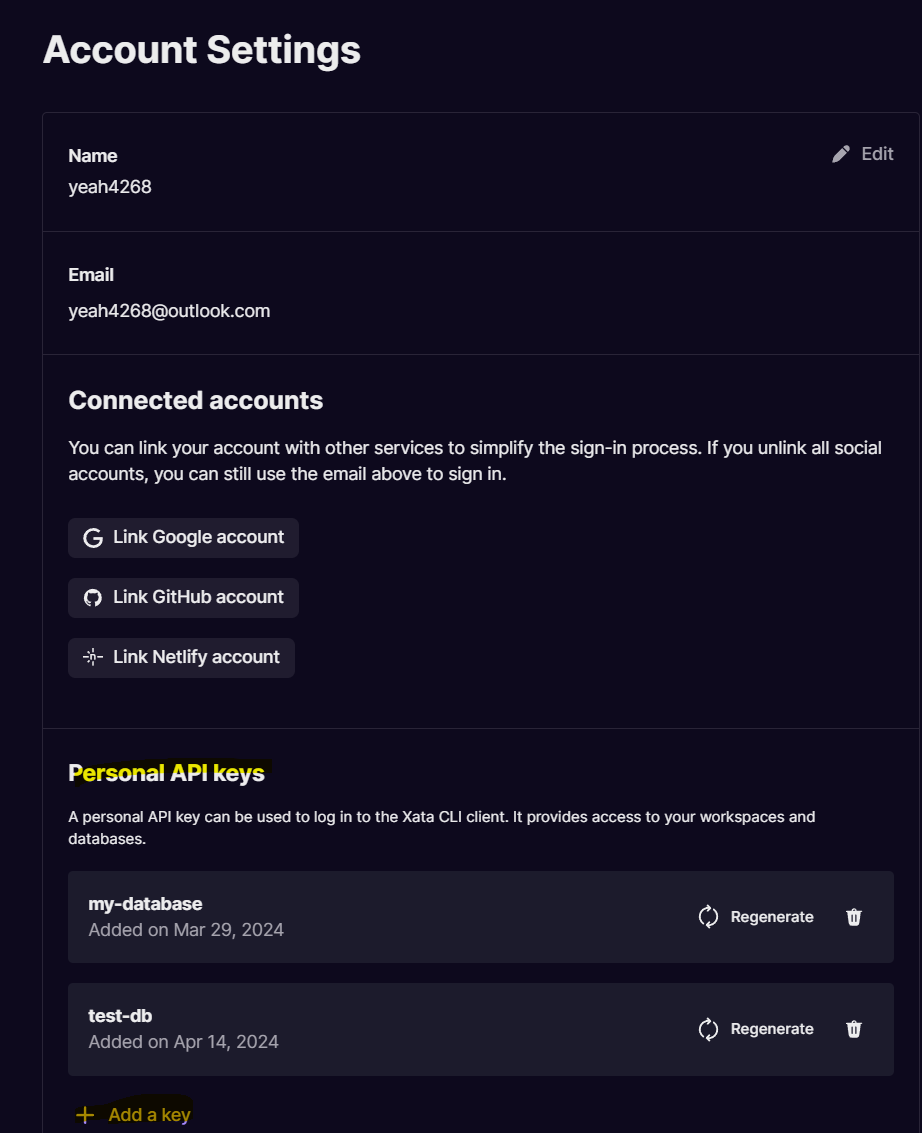 Account Settings
Name
Edit
yeah4268
Email
yeah4268@outlook.com
Connected accounts
You can link your account with other services to simplify the sign-in process. If you unlink all social
accounts, you can still use the email above to sign in.
Link Google account
Link GitHub account
Link Netlify account
Personal API keys
A personal API key can be used to log in to the Xata CLI client. It provides access to your workspaces and
databases.
my-database
Added on Mar 29, 2024
Regenerate
test-db
Added on Apr 14, 2024
Regenerate
+ Add a key